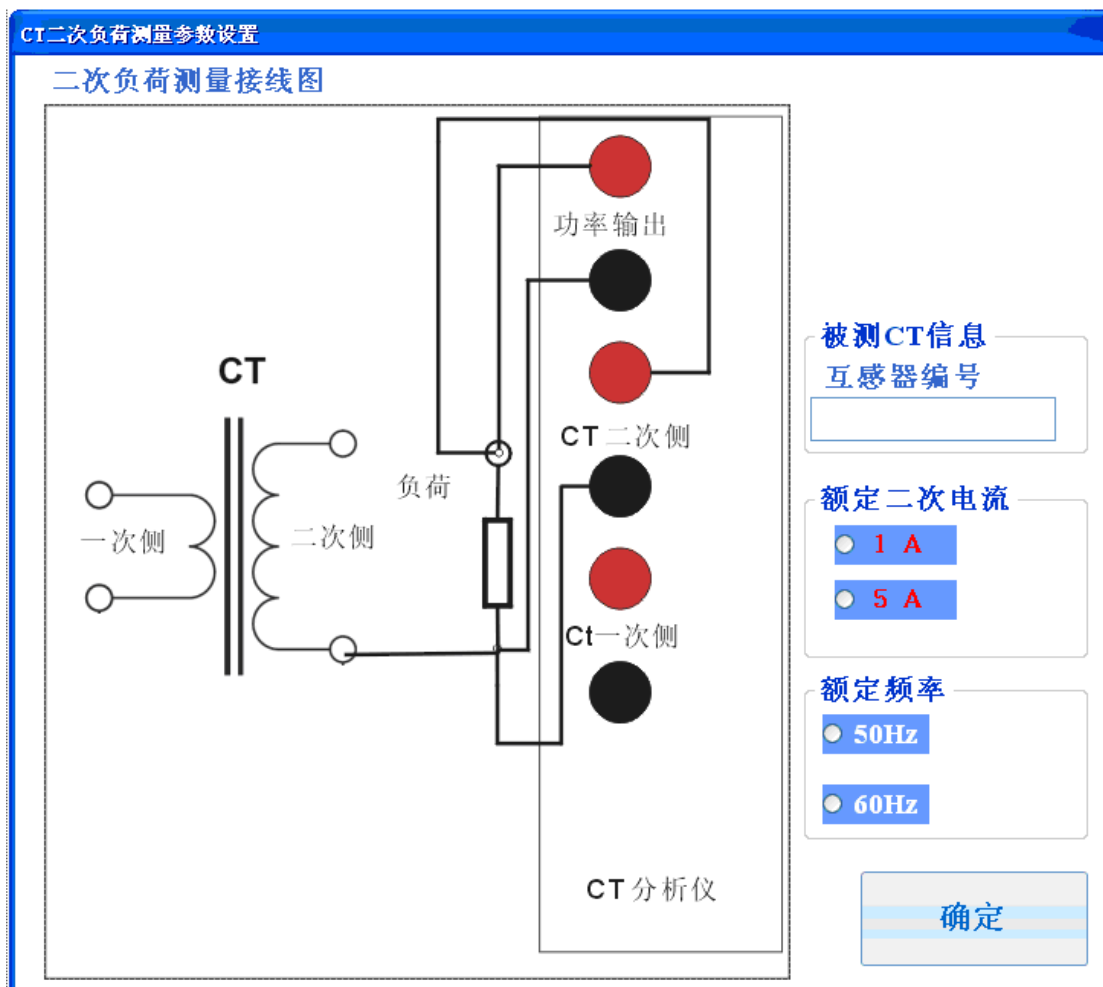 CT二次负荷测量参数设置
二次负荷测量接线图
功率输出
CT
CT二次侧
负荷
一次侧
二次侧
Ct一次侧
CT分析仪
被测CT信息
互感器编号
额定二次电流
1 A
5 A
额定频率
50Hz
60Hz
确定